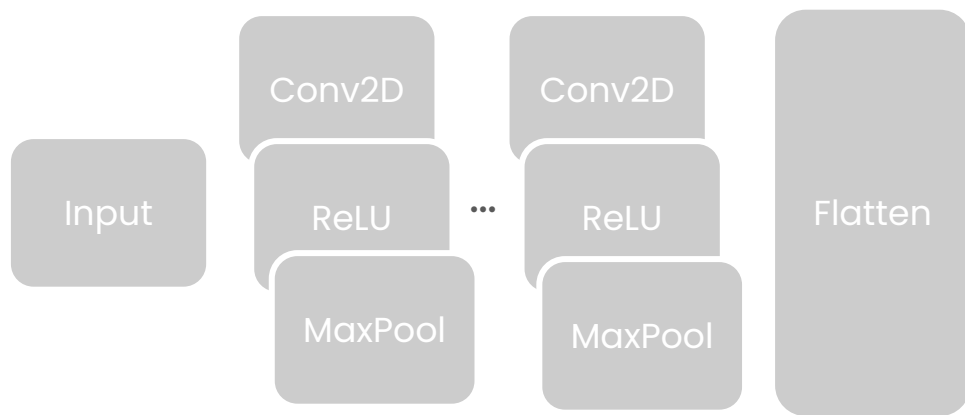 Input
Conv2D
ReLU
MaxPool
...
Conv2D
ReLU
MaxPool
Flatten